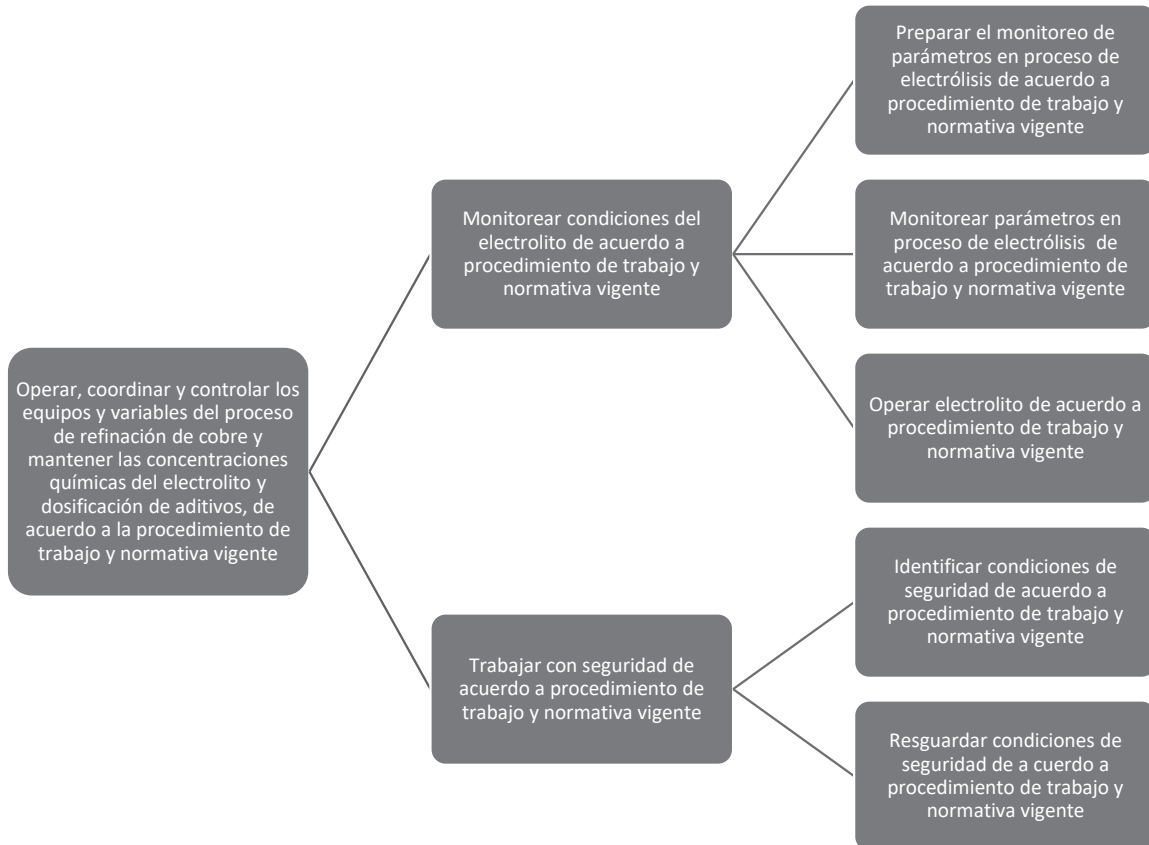 Operar, coordinar y controlar los
equipos y variables del proceso
de refinación de cobre y
mantener las concentraciones
químicas del electrolito y
dosificación de aditivos, de
acuerdo a la procedimiento de
trabajo y normativa vigente
Monitorear condiciones del
electrolito de acuerdo a
procedimiento de trabajo y
normativa vigente
Preparar el monitoreo de
parámetros en proceso de
electrólisis de acuerdo a
procedimiento de trabajo y
normativa vigente
Monitorear parámetros en
proceso de electrólisis de
acuerdo a procedimiento de
trabajo y normativa vigente
Operar electrolito de acuerdo a
procedimiento de trabajo y
normativa vigente
Trabajar con seguridad de
acuerdo a procedimiento de
trabajo y normativa vigente
Identificar condiciones de
seguridad de acuerdo a
procedimiento de trabajo y
normativa vigente
Resguardar condiciones de
seguridad de a cuerdo a
procedimiento de trabajo y
normativa vigente